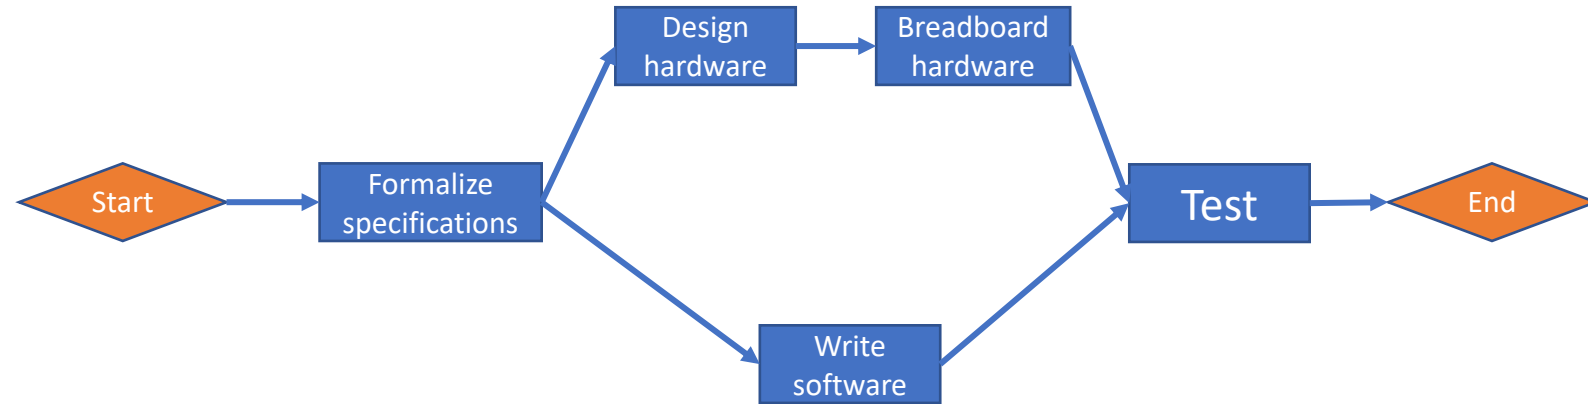 Start
Formalize
specifications
Design
hardware
Breadboard
hardware
Write
software
Test
End